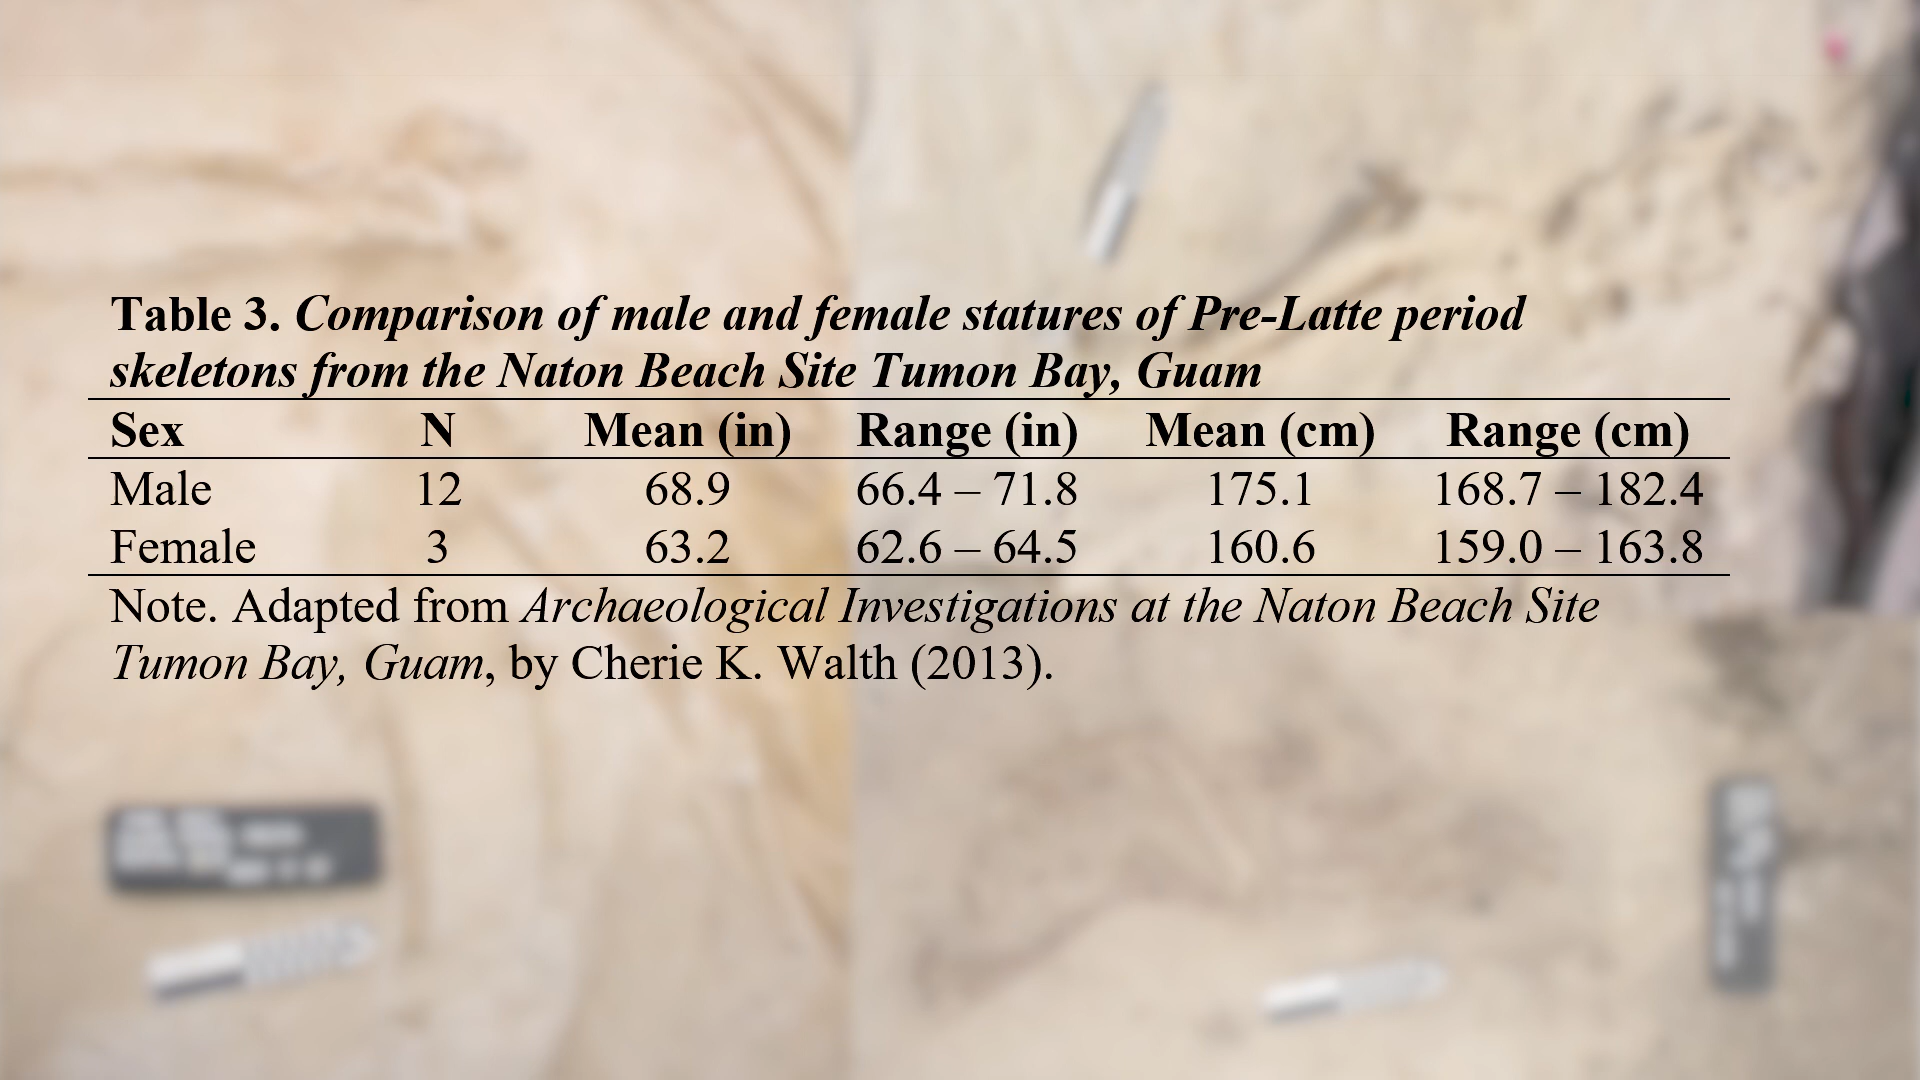 Table 3. Comparison of male and female statures of Pre-Latte period
skeletons from the Naton Beach Site Tumon Bay, Guam
Sex N Mean (in) Range (in) Mean (cm) Range (cm)
Male 12 68.9 66.4 – 71.8 175.1 168.7 – 182.4
Female 3 63.2 62.6 – 64.5 160.6 159.0 – 163.8
Note. Adapted from Archaeological Investigations at the Naton Beach Site
Tumon Bay, Guam, by Cherie K. Walth (2013).